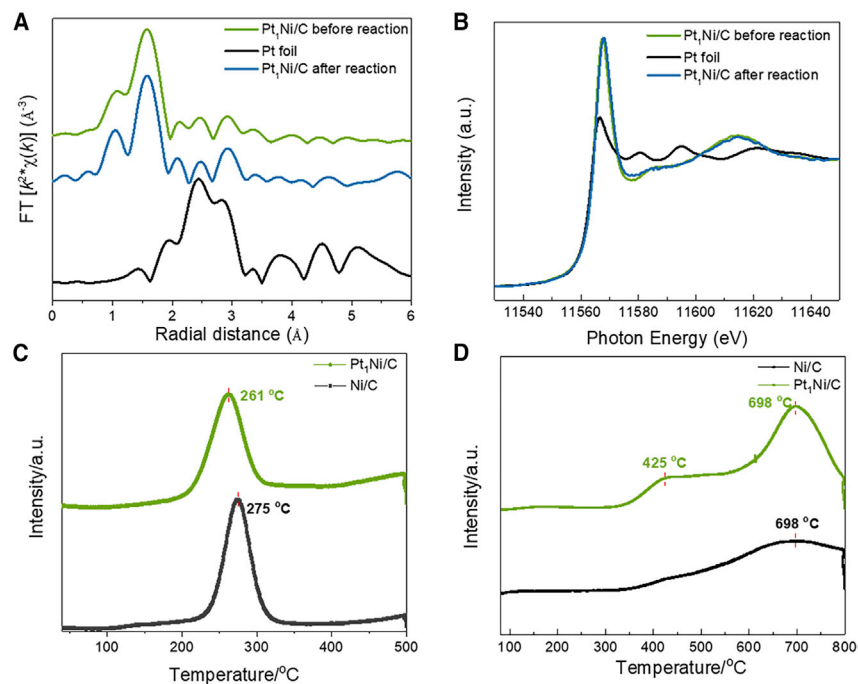 A
Pt₁Ni/C before reaction
Pt foil
Pt₁Ni/C after reaction
FT [k²*χ(k)] (Å⁻³)
0 1 2 3 4 5 6
Radial distance (Å)
B
Pt₁Ni/C before reaction
Pt foil
Pt₁Ni/C after reaction
Intensity (a.u.)
11540 11560 11580 11600 11620 11640
Photon Energy (eV)
C
Pt₁Ni/C
Ni/C
261 °C
275 °C
Intensity/a.u.
100 200 300 400 500
Temperature/°C
D
Ni/C
Pt₁Ni/C
698 °C
425 °C
698 °C
Intensity/a.u.
100 200 300 400 500 600 700 800
Temperature/°C